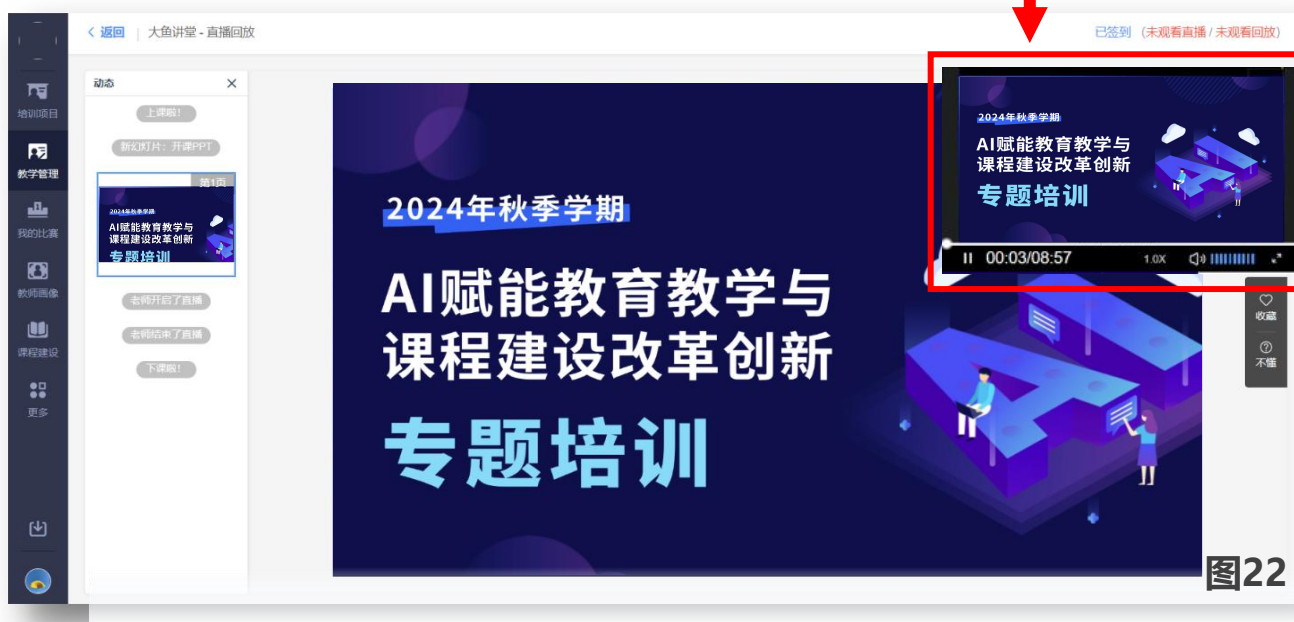 返回 | 大鱼讲堂 - 直播回放
已签到 (未观看直播 / 未观看回放)
培训项目
教学管理
我的比赛
教师画像
课程建设
更多
动态
上课啦!
新幻灯片: 开课PPT
第1页
2024年秋季学期
AI赋能教育教学与
课程建设改革创新
专题培训
老师开启了直播
老师结束了直播
下课啦!
2024年秋季学期
AI赋能教育教学与
课程建设改革创新
专题培训
2024年秋季学期
AI赋能教育教学与
课程建设改革创新
专题培训
00:03/08:57
1.0X
收藏
不懂
图22